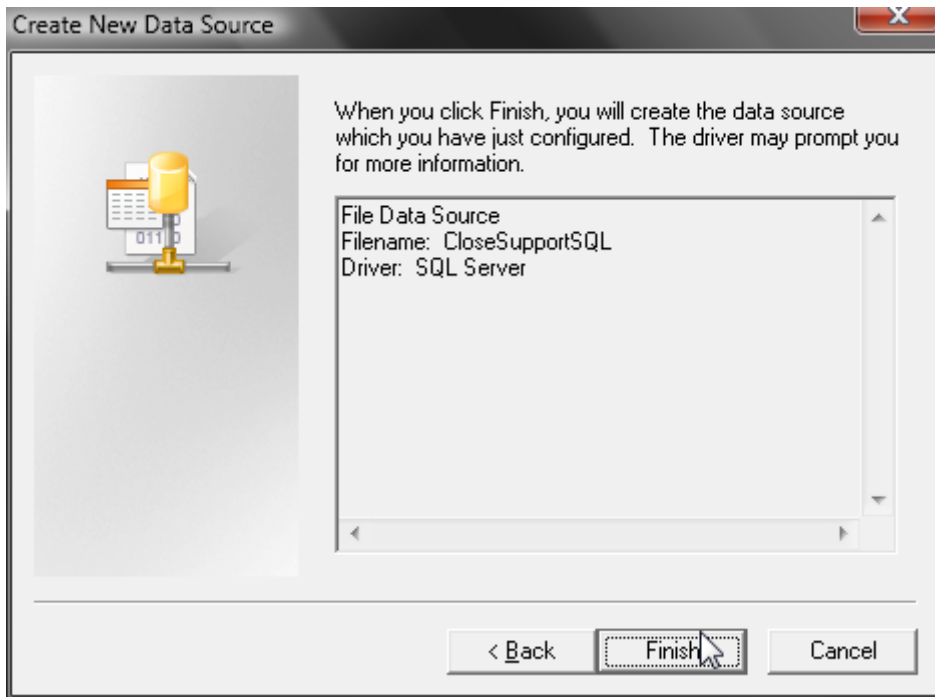 Create New Data Source
When you click Finish, you will create the data source
which you have just configured.  The driver may prompt you
for more information.
File Data Source
Filename:  CloseSupportSQL
Driver:  SQL Server
< Back
Finish
Cancel